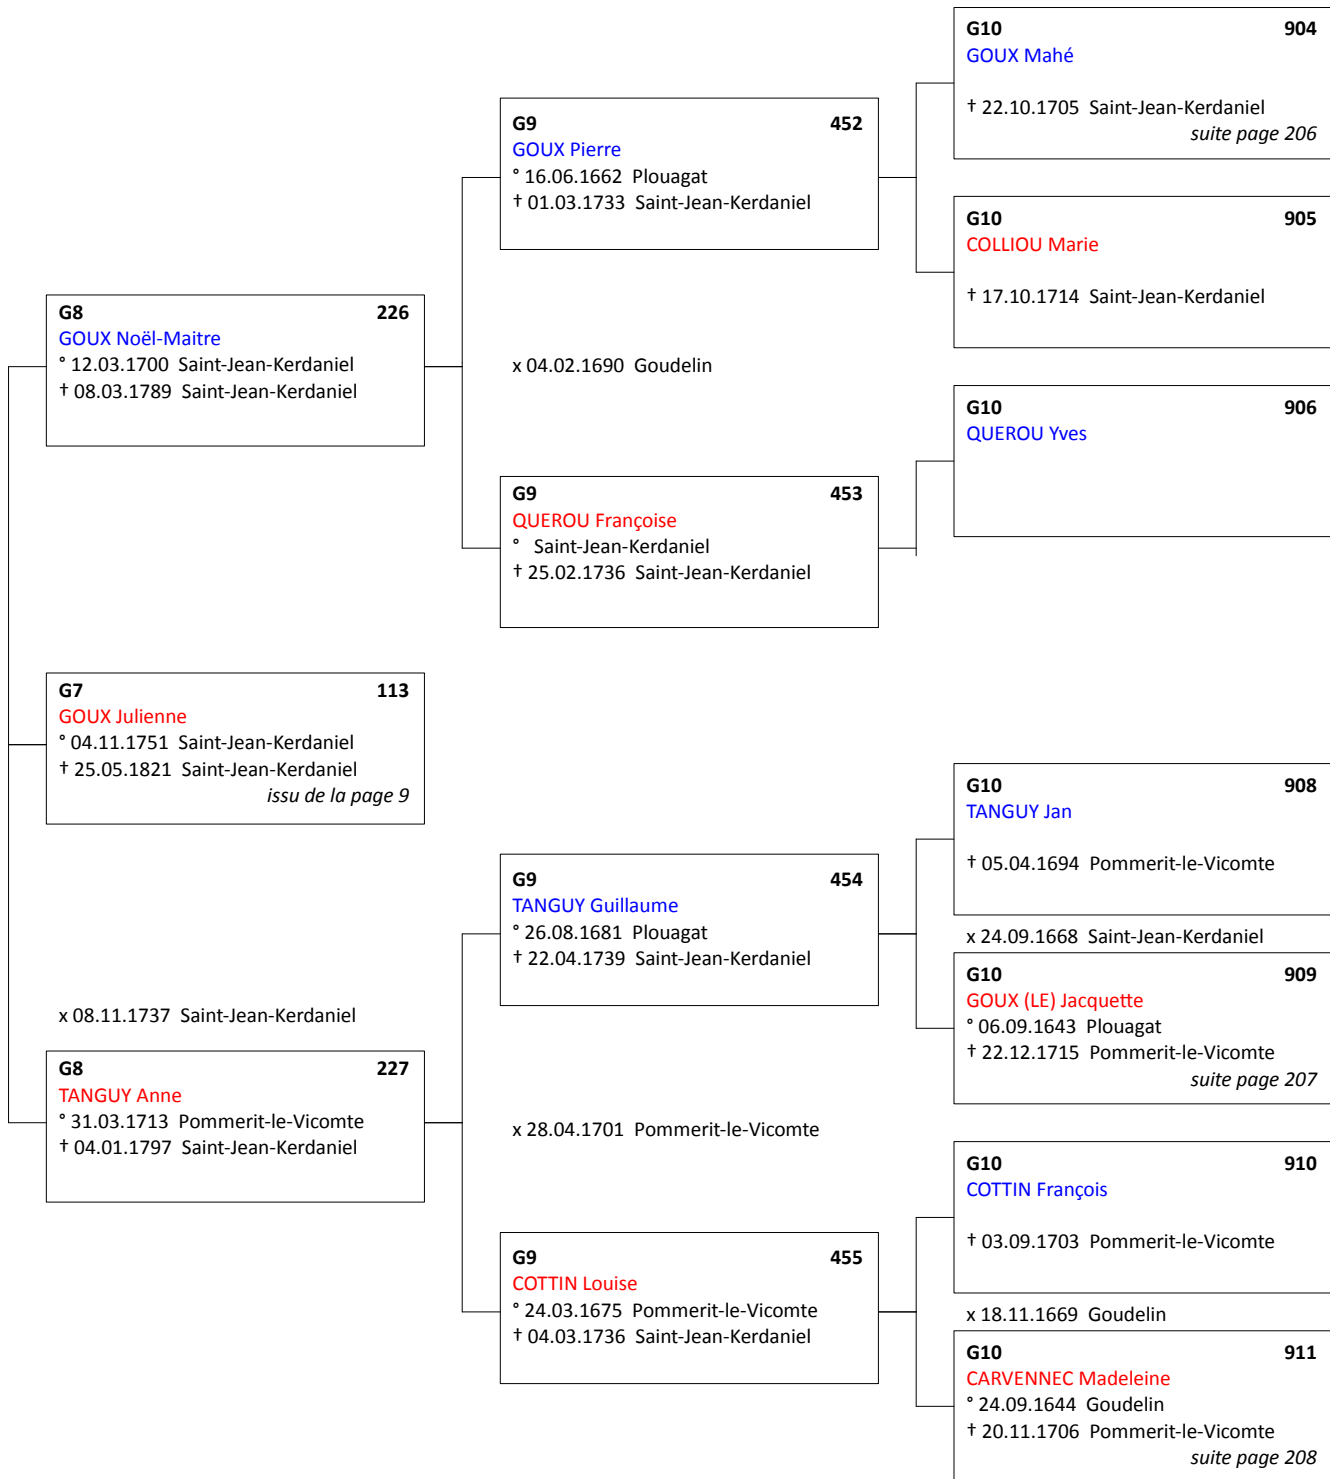 G10 904
GOUX Mahé
† 22.10.1705 Saint-Jean-Kerdaniel
suite page 206
G9 452
GOUX Pierre
° 16.06.1662 Plouagat
† 01.03.1733 Saint-Jean-Kerdaniel
G10 905
COLLIOU Marie
† 17.10.1714 Saint-Jean-Kerdaniel
G8 226
GOUX Noël-Maitre
° 12.03.1700 Saint-Jean-Kerdaniel
† 08.03.1789 Saint-Jean-Kerdaniel
x 04.02.1690 Goudelin
G10 906
QUEROU Yves
G9 453
QUEROU Françoise
° Saint-Jean-Kerdaniel
† 25.02.1736 Saint-Jean-Kerdaniel
G7 113
GOUX Julienne
° 04.11.1751 Saint-Jean-Kerdaniel
† 25.05.1821 Saint-Jean-Kerdaniel
issu de la page 9
G10 908
TANGUY Jan
† 05.04.1694 Pommerit-le-Vicomte
G9 454
TANGUY Guillaume
° 26.08.1681 Plouagat
† 22.04.1739 Saint-Jean-Kerdaniel
x 24.09.1668 Saint-Jean-Kerdaniel
G10 909
GOUX (LE) Jacquette
° 06.09.1643 Plouagat
† 22.12.1715 Pommerit-le-Vicomte
suite page 207
x 08.11.1737 Saint-Jean-Kerdaniel
G8 227
TANGUY Anne
° 31.03.1713 Pommerit-le-Vicomte
† 04.01.1797 Saint-Jean-Kerdaniel
x 28.04.1701 Pommerit-le-Vicomte
G10 910
COTTIN François
† 03.09.1703 Pommerit-le-Vicomte
G9 455
COTTIN Louise
° 24.03.1675 Pommerit-le-Vicomte
† 04.03.1736 Saint-Jean-Kerdaniel
x 18.11.1669 Goudelin
G10 911
CARVENNEC Madeleine
° 24.09.1644 Goudelin
† 20.11.1706 Pommerit-le-Vicomte
suite page 208